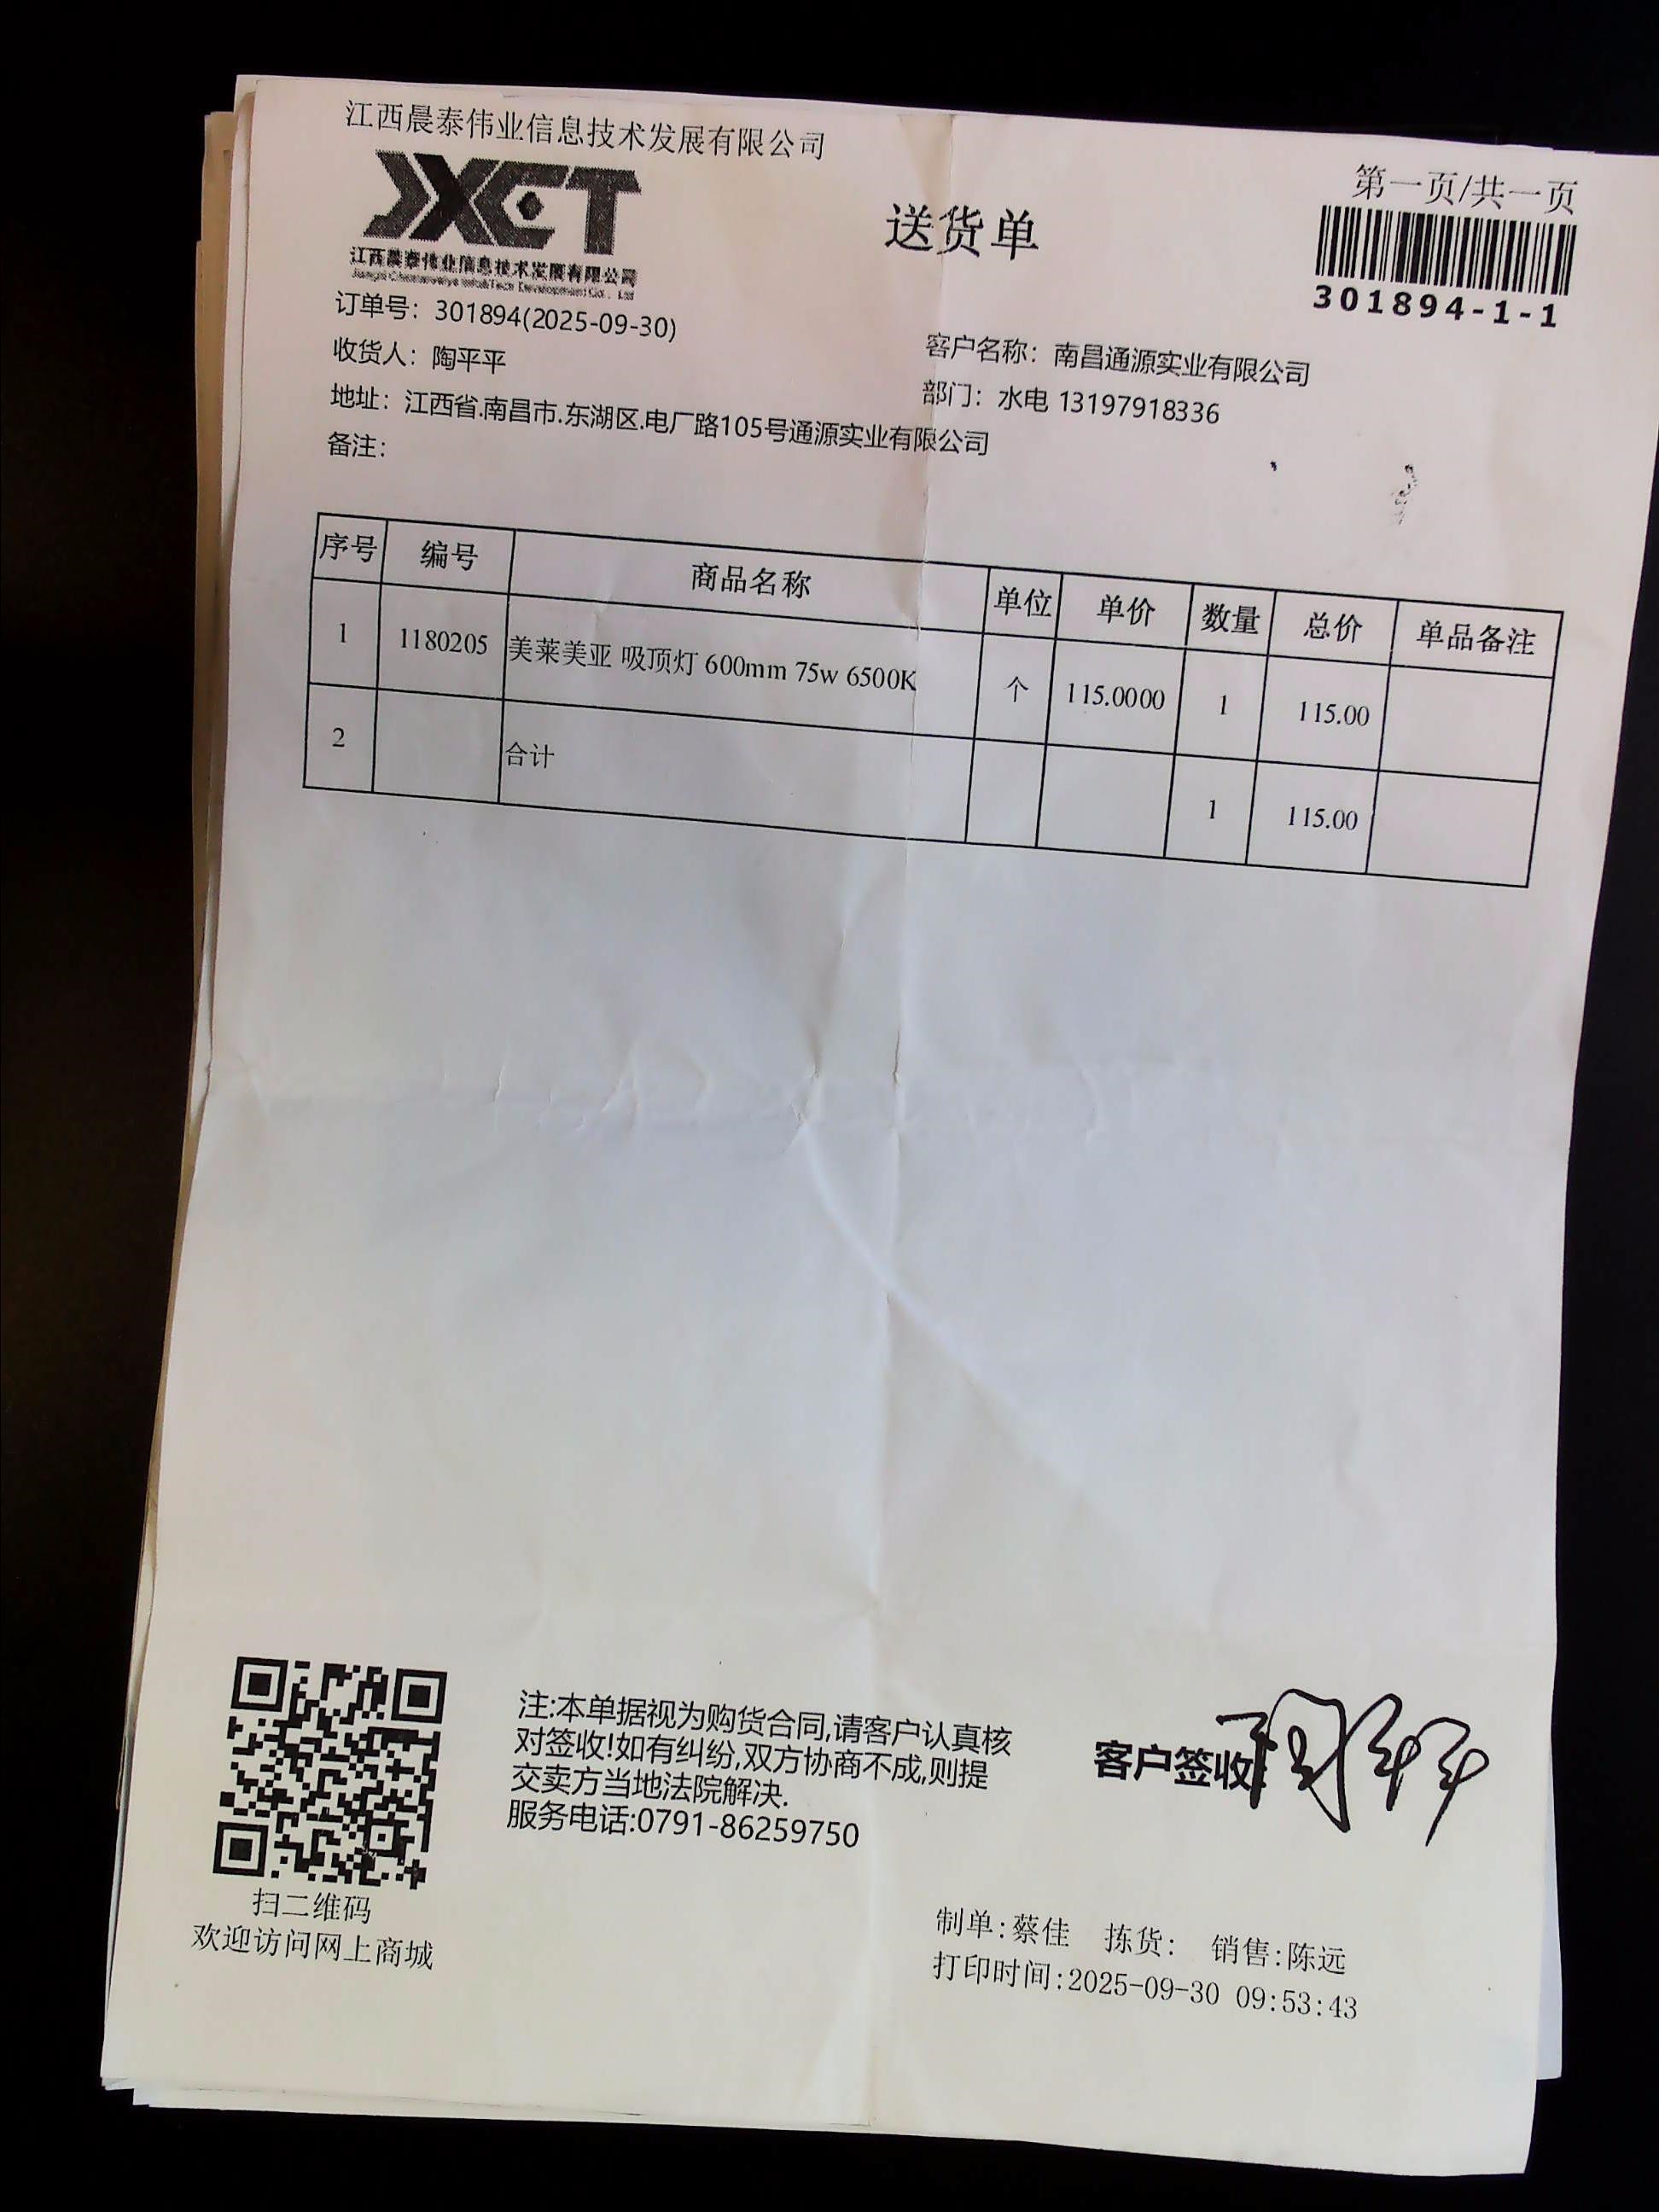 江西晨泰伟业信息技术发展有限公司
JXCT
江西晨泰伟业信息技术发展有限公司
第一页/共一页
送货单
301894-1-1
订单号：301894(2025-09-30)
收货人：陶平平
客户名称：南昌通源实业有限公司
地址：江西省.南昌市.东湖区.电厂路105号通源实业有限公司
部门：水电 13197918336
备注：
序号 编号 商品名称 单位 单价 数量 总价 单品备注
1 1180205 美莱美亚 吸顶灯 600mm 75w 6500K 个 115.0000 1 115.00
2 合计 1 115.00
注:本单据视为购货合同,请客户认真核
对签收!如有纠纷,双方协商不成,则提
交卖方当地法院解决.
服务电话:0791-86259750
客户签收
扫二维码
欢迎访问网上商城
制单:蔡佳 拣货: 销售:陈远
打印时间:2025-09-30 09:53:43